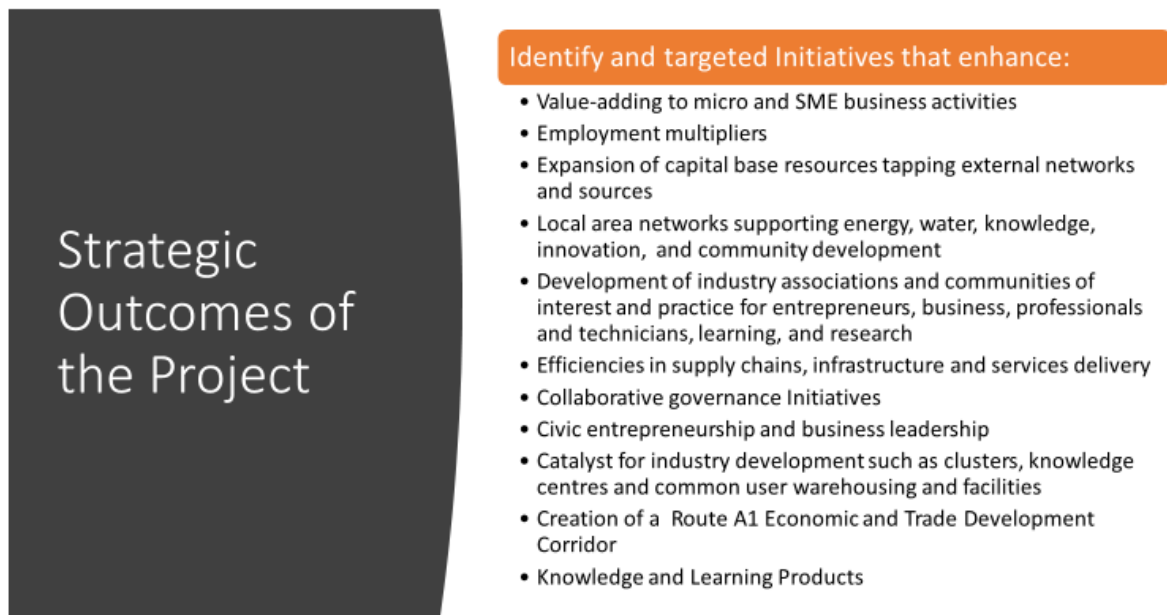 Strategic
Outcomes of
the Project
Identify and targeted Initiatives that enhance:
• Value-adding to micro and SME business activities
• Employment multipliers
• Expansion of capital base resources tapping external networks
and sources
• Local area networks supporting energy, water, knowledge,
innovation,  and community development
• Development of industry associations and communities of
interest and practice for entrepreneurs, business, professionals
and technicians, learning, and research
• Efficiencies in supply chains, infrastructure and services delivery
• Collaborative governance Initiatives
• Civic entrepreneurship and business leadership
• Catalyst for industry development such as clusters, knowledge
centres and common user warehousing and facilities
• Creation of a  Route A1 Economic and Trade Development
Corridor
• Knowledge and Learning Products